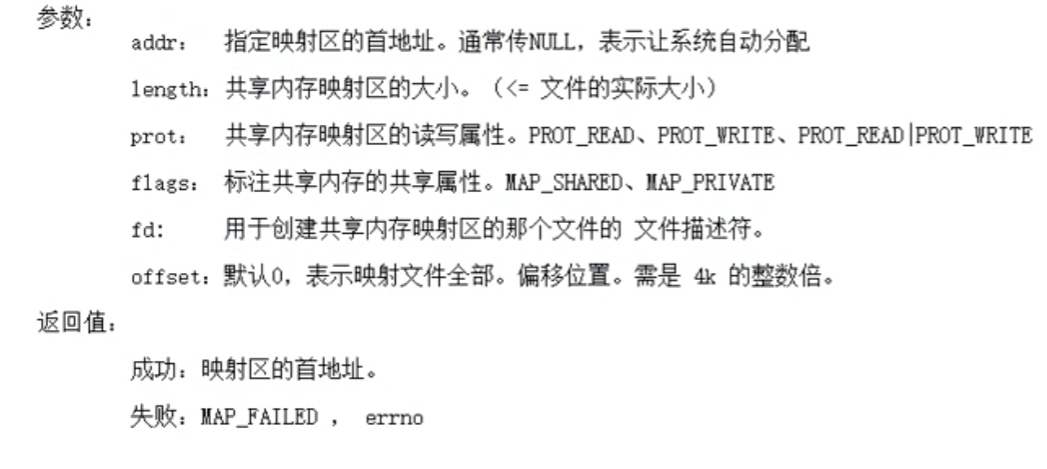 参数：
addr： 指定映射区的首地址。通常传NULL，表示让系统自动分配
length：共享内存映射区的大小。（<= 文件的实际大小）
prot： 共享内存映射区的读写属性。PROT_READ、PROT_WRITE、PROT_READ|PROT_WRITE
flags： 标注共享内存的共享属性。MAP_SHARED、MAP_PRIVATE
fd: 用于创建共享内存映射区的那个文件的 文件描述符。
offset：默认0，表示映射文件全部。偏移位置。需是 4k 的整数倍。
返回值：
成功：映射区的首地址。
失败：MAP_FAILED ， errno